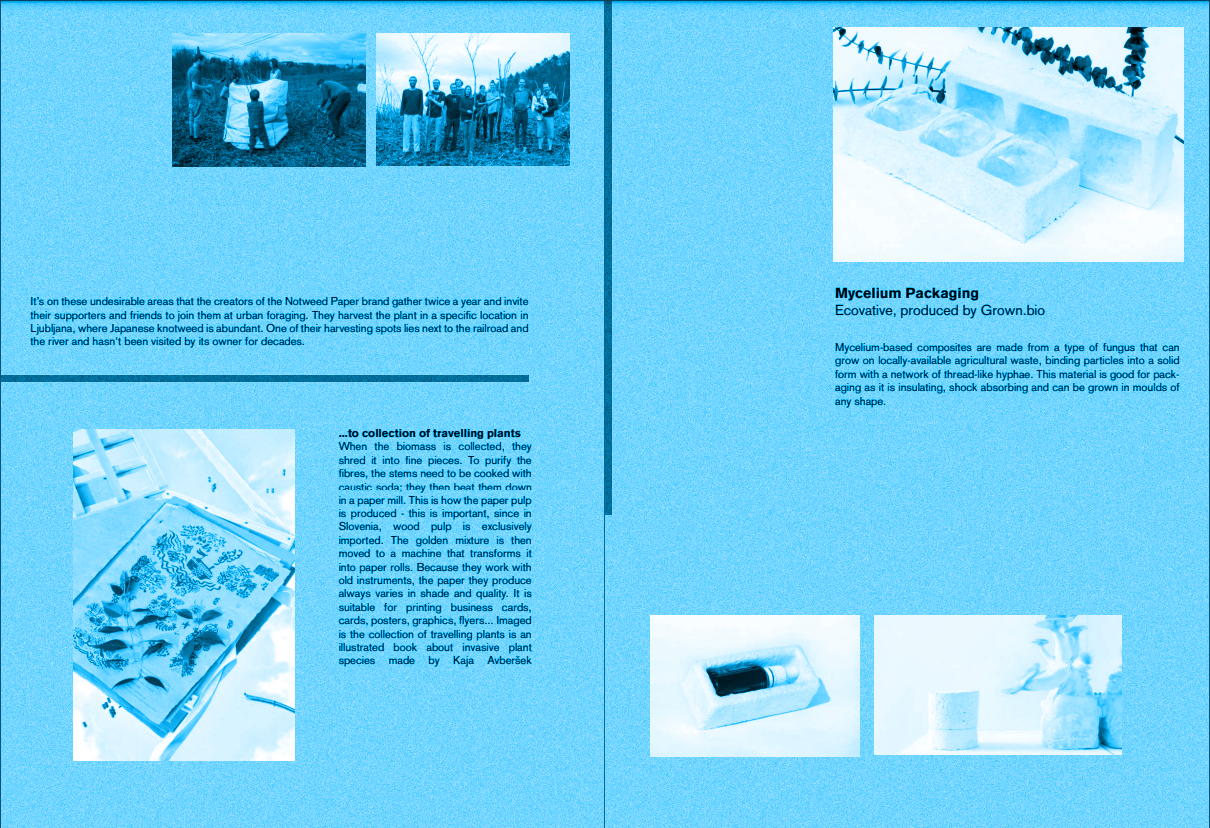 It's on these undesirable areas that the creators of the Notweed Paper brand gather twice a year and invite
their supporters and friends to join them at urban foraging. They harvest the plant in a specific location in
Ljubljana, where Japanese knotweed is abundant. One of their harvesting spots lies next to the railroad and
the river and hasn't been visited by its owner for decades.
...to collection of travelling plants
When the biomass is collected, they
shred it into fine pieces. To purify the
fibres, the stems need to be cooked with
caustic soda; they then beat them down
in a paper mill. This is how the paper pulp
is produced - this is important, since in
Slovenia, wood pulp is exclusively
imported. The golden mixture is then
moved to a machine that transforms it
into paper rolls. Because they work with
old instruments, the paper they produce
always varies in shade and quality. It is
suitable for printing business cards,
cards, posters, graphics, flyers... Imaged
is the collection of travelling plants is an
illustrated book about invasive plant
species made by Kaja Avberšek
Mycelium Packaging
Ecovative, produced by Grown.bio
Mycelium-based composites are made from a type of fungus that can
grow on locally-available agricultural waste, binding particles into a solid
form with a network of thread-like hyphae. This material is good for pack-
aging as it is insulating, shock absorbing and can be grown in moulds of
any shape.